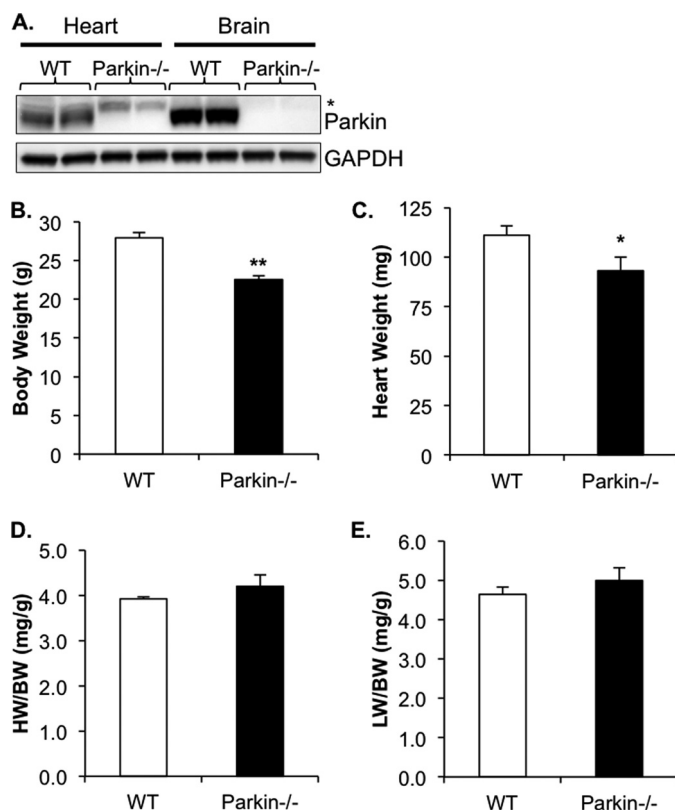 A.
Heart Brain
WT Parkin-/- WT Parkin-/-
*
Parkin
GAPDH
B.
Body Weight (g)
30
25
20
15
10
5
0
**
WT Parkin-/-
C.
Heart Weight (mg)
125
100
75
50
25
0
*
WT Parkin-/-
D.
HW/BW (mg/g)
5.0
4.0
3.0
2.0
1.0
0.0
WT Parkin-/-
E.
LW/BW (mg/g)
6.0
5.0
4.0
3.0
2.0
1.0
0.0
WT Parkin-/-